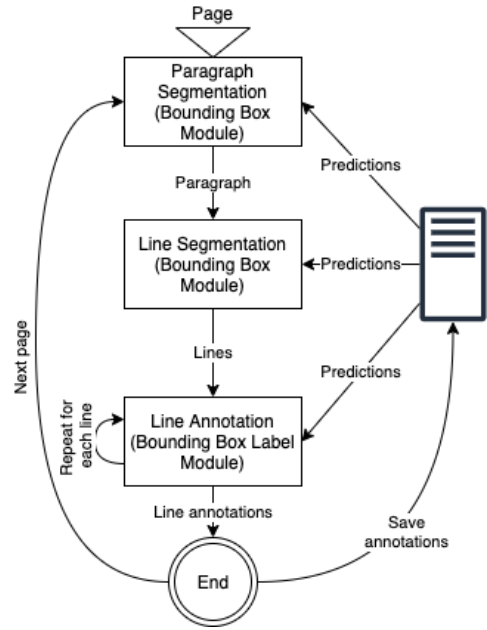 Page
Paragraph
Segmentation
(Bounding Box
Module)
Predictions
Paragraph
Line Segmentation
(Bounding Box
Module)
Predictions
Next page
Lines
Predictions
Repeat for
each line
Line Annotation
(Bounding Box Label
Module)
Line annotations
Save
annotations
End